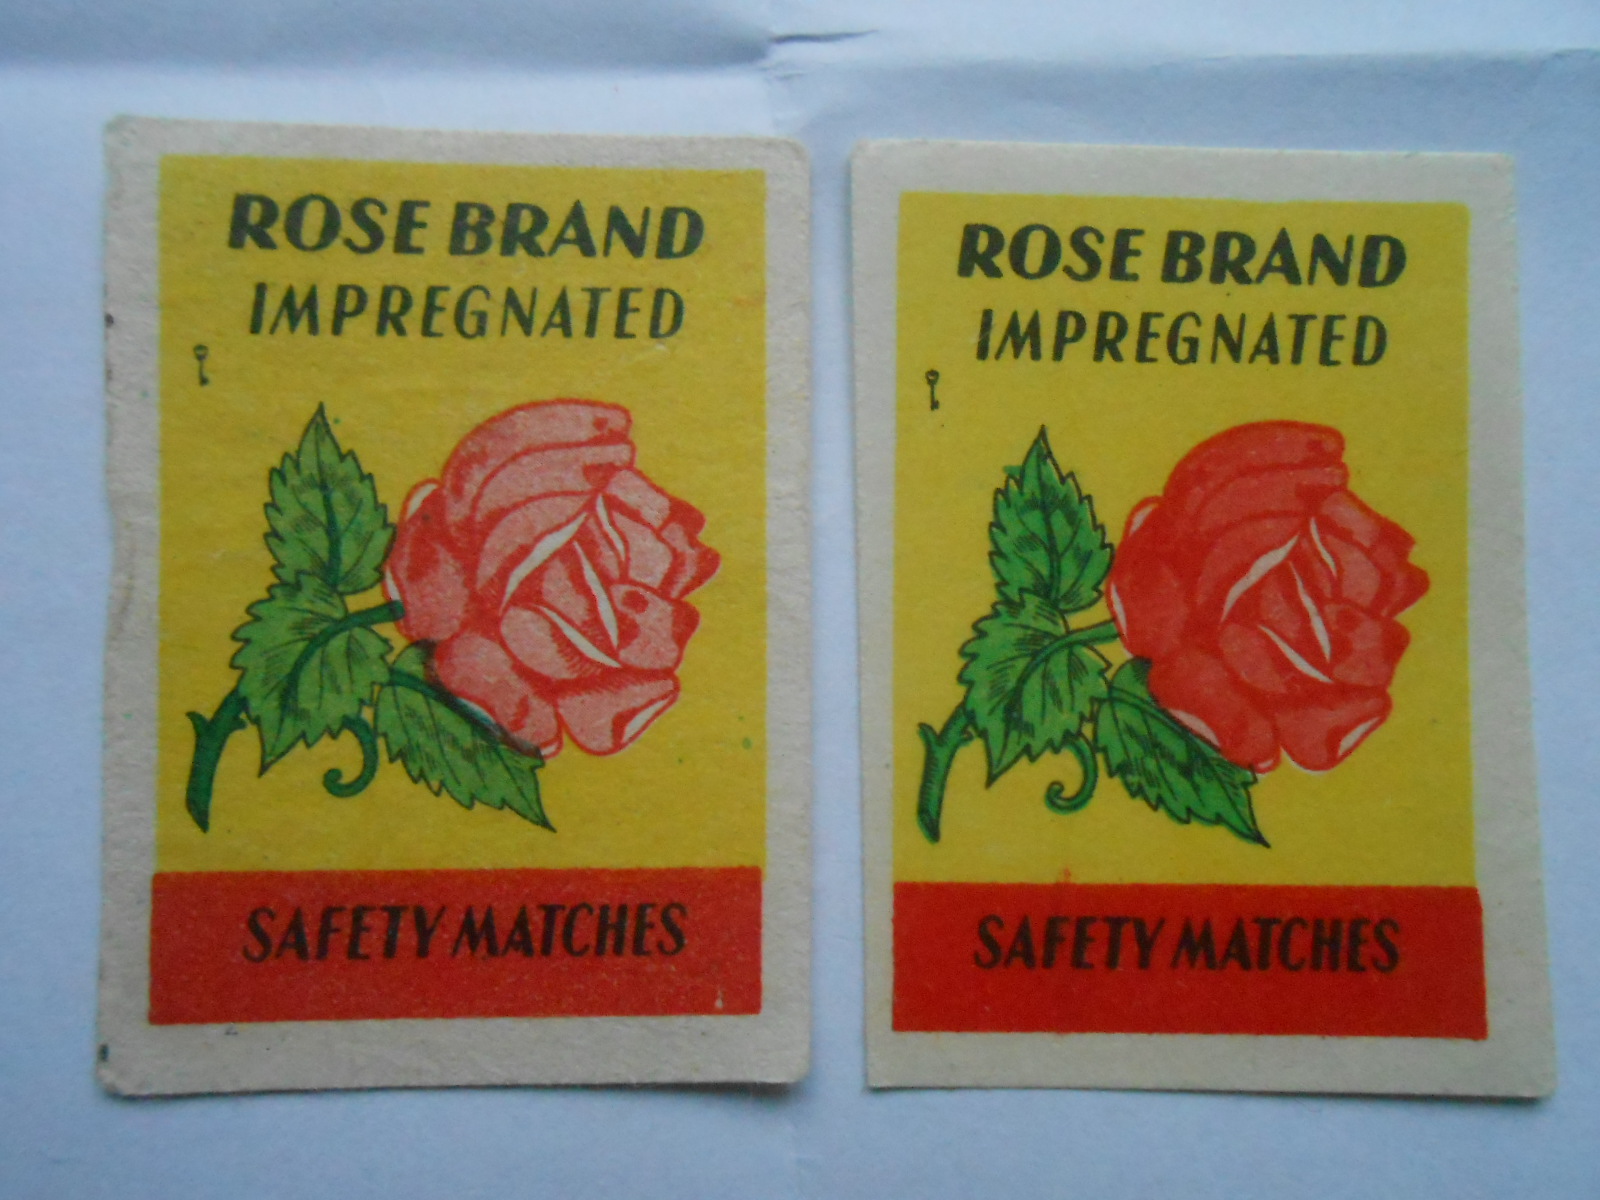 ROSE BRAND
IMPREGNATED
SAFETY MATCHES
ROSE BRAND
IMPREGNATED
SAFETY MATCHES